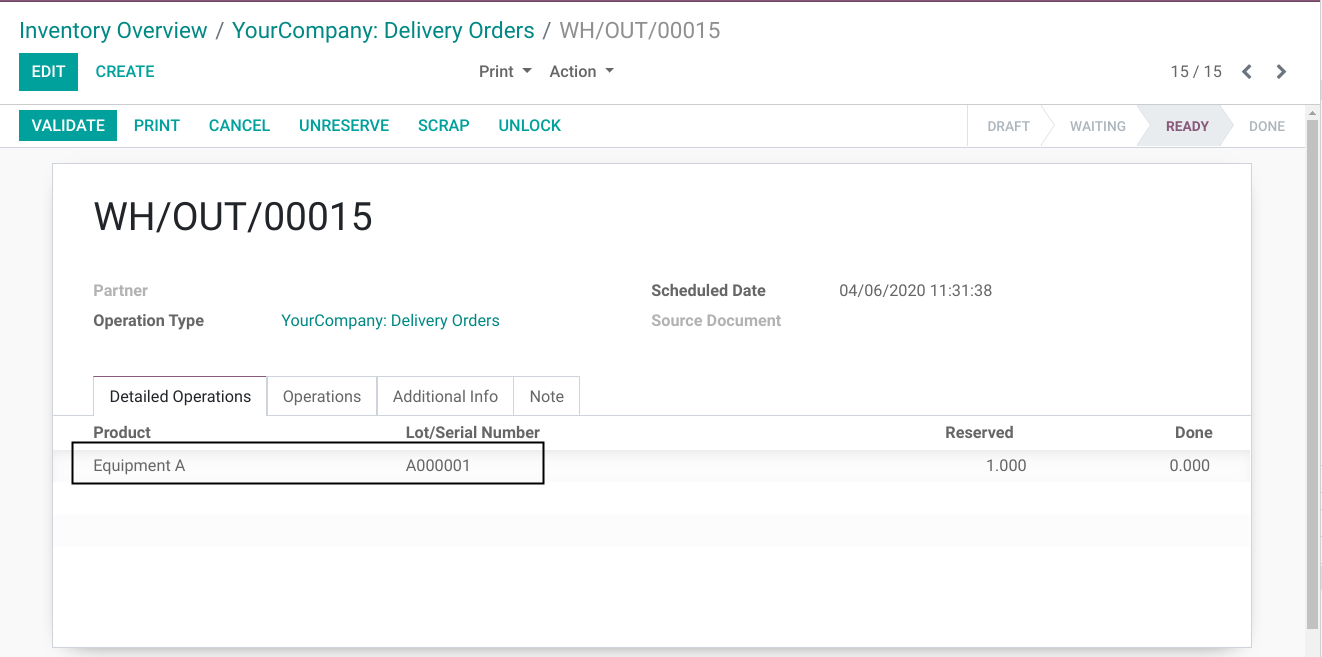 Inventory Overview / YourCompany: Delivery Orders / WH/OUT/00015
EDIT CREATE Print Action 15 / 15
VALIDATE PRINT CANCEL UNRESERVE SCRAP UNLOCK DRAFT WAITING READY DONE
WH/OUT/00015
Partner Scheduled Date 04/06/2020 11:31:38
Operation Type YourCompany: Delivery Orders Source Document
Detailed Operations Operations Additional Info Note
Product Lot/Serial Number Reserved Done
Equipment A A000001 1.000 0.000